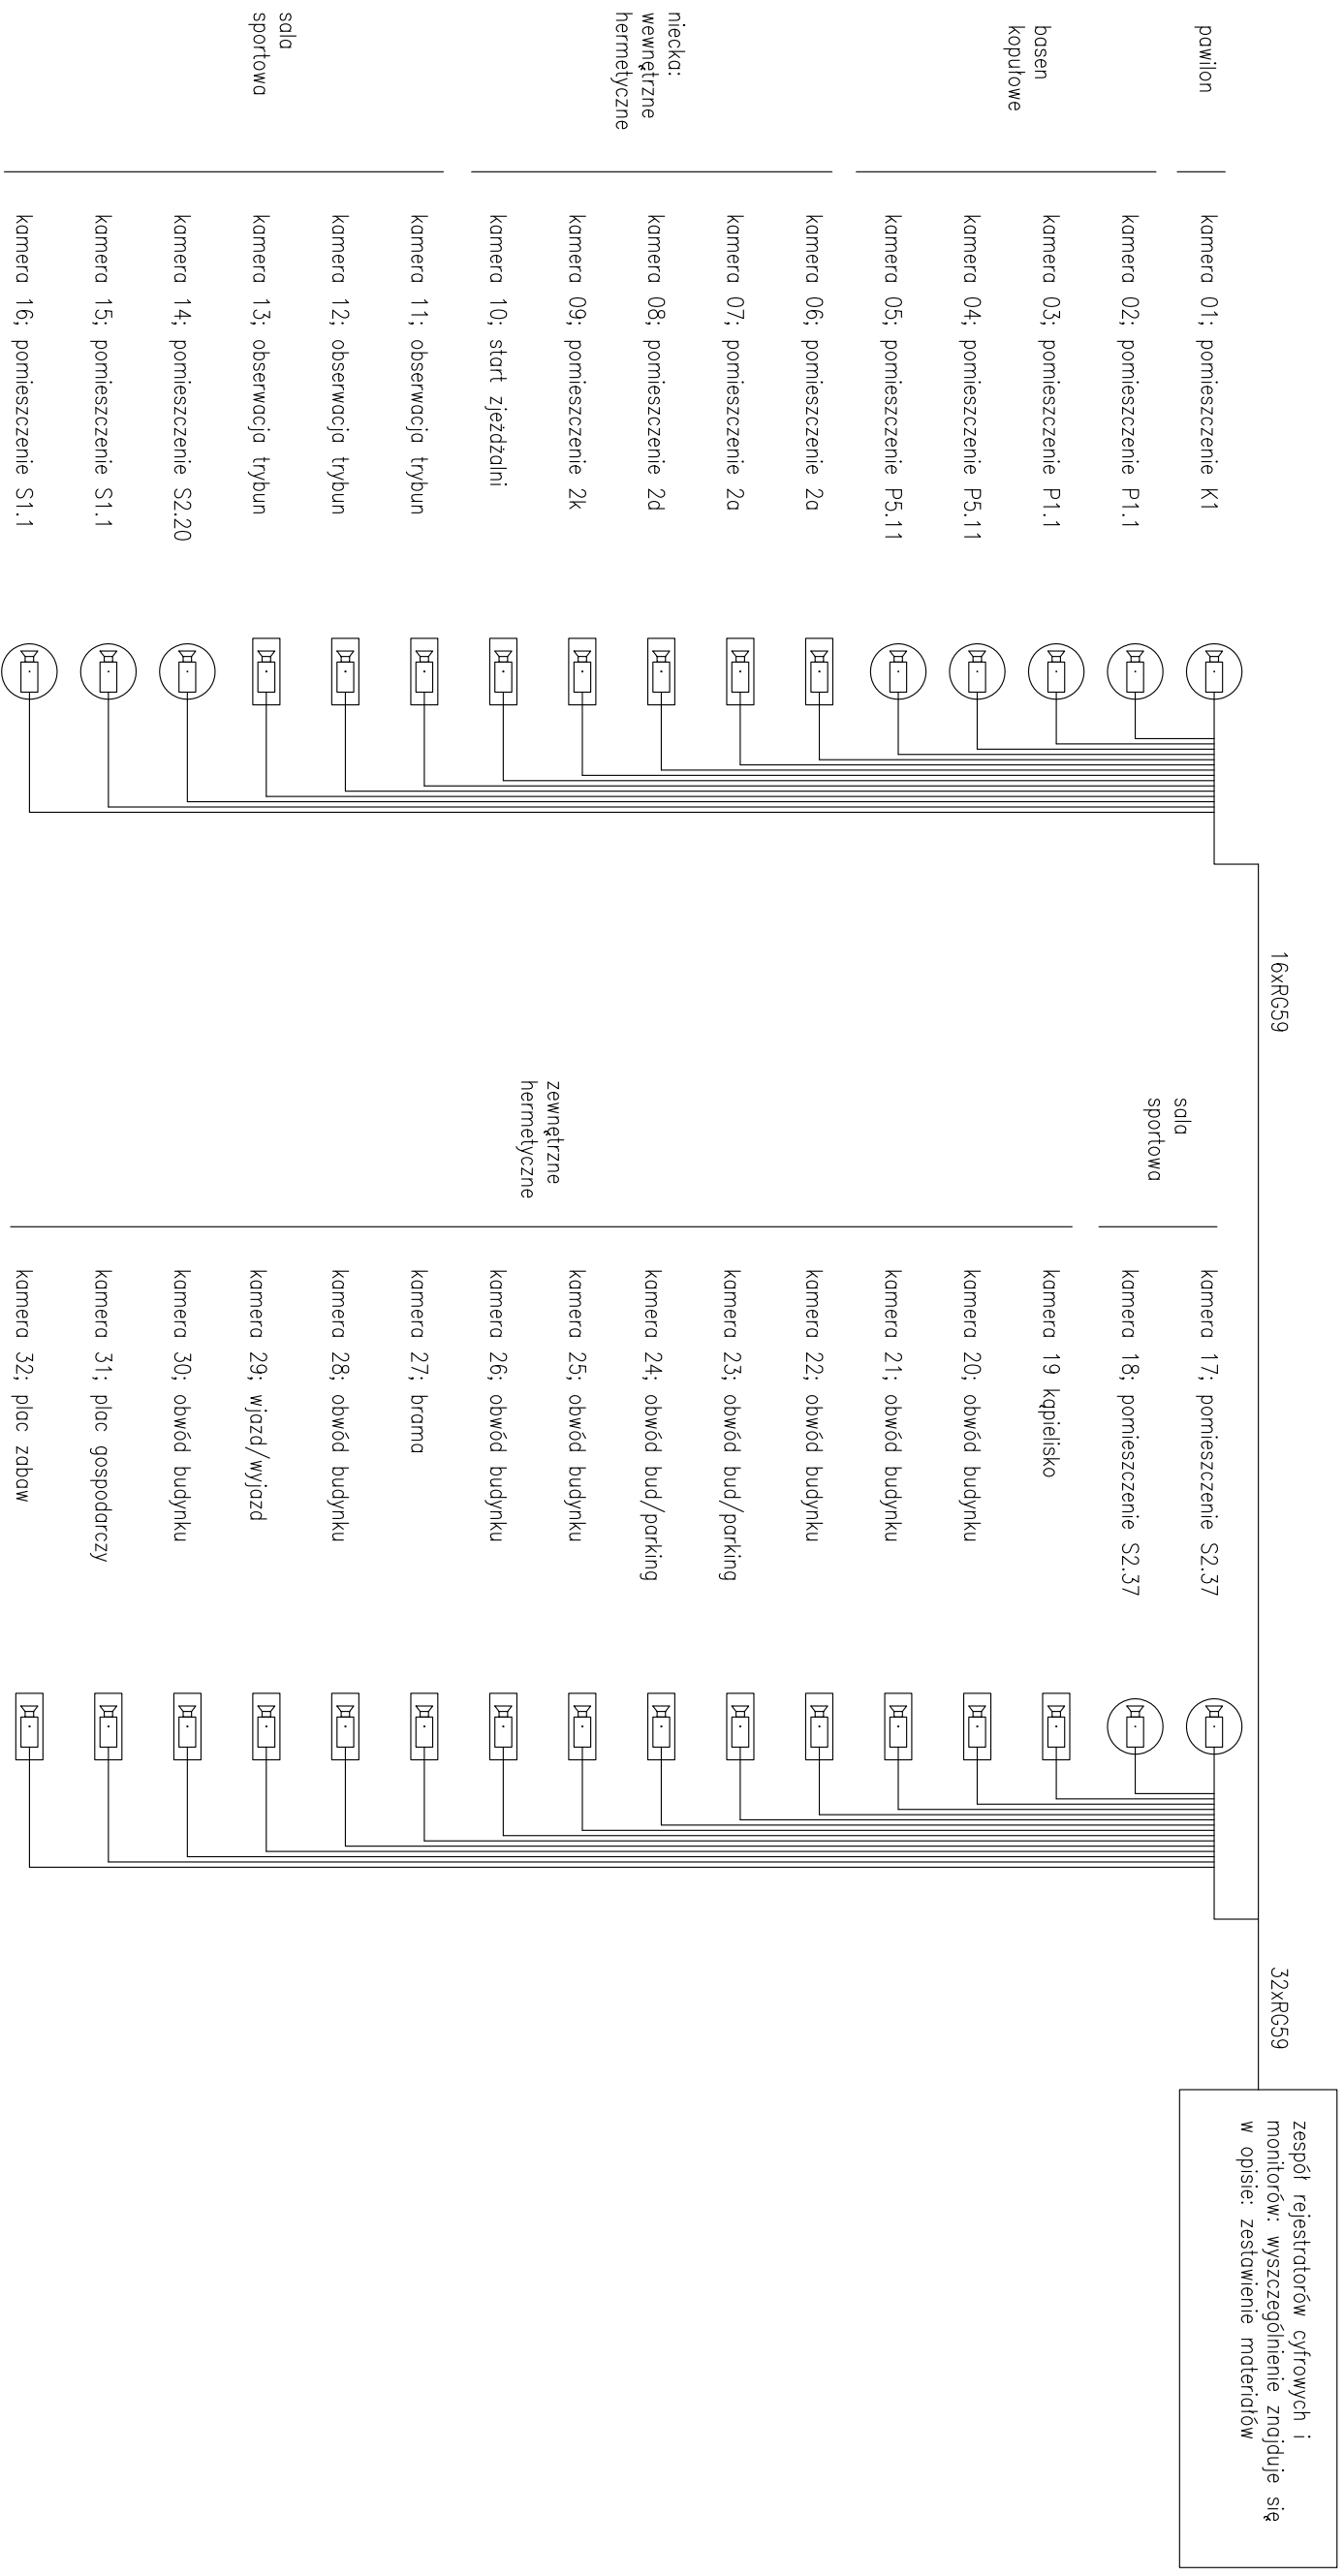 pawilon
kamera 01; pomieszczenie K1
basen
kopułowe
kamera 02; pomieszczenie P1.1
kamera 03; pomieszczenie P1.1
kamera 04; pomieszczenie P5.11
kamera 05; pomieszczenie P5.11
niecka:
wewnętrzne
hermetyczne
kamera 06; pomieszczenie 2a
kamera 07; pomieszczenie 2a
kamera 08; pomieszczenie 2d
kamera 09; pomieszczenie 2k
kamera 10; start zjeżdżalni
sala
sportowa
kamera 11; obserwacja trybun
kamera 12; obserwacja trybun
kamera 13; obserwacja trybun
kamera 14; pomieszczenie S2.20
kamera 15; pomieszczenie S1.1
kamera 16; pomieszczenie S1.1
16xRG59
sala
sportowa
kamera 17; pomieszczenie S2.37
kamera 18; pomieszczenie S2.37
zewnętrzne
hermetyczne
kamera 19 kąpielisko
kamera 20; obwód budynku
kamera 21; obwód budynku
kamera 22; obwód budynku
kamera 23; obwód bud/parking
kamera 24; obwód bud/parking
kamera 25; obwód budynku
kamera 26; obwód budynku
kamera 27; brama
kamera 28; obwód budynku
kamera 29; wjazd/wyjazd
kamera 30; obwód budynku
kamera 31; plac gospodarczy
kamera 32; plac zabaw
32xRG59
zespół rejestratorów cyfrowych i
monitorów: wyszczególnienie znajduje się
w opisie: zestawienie materiałów